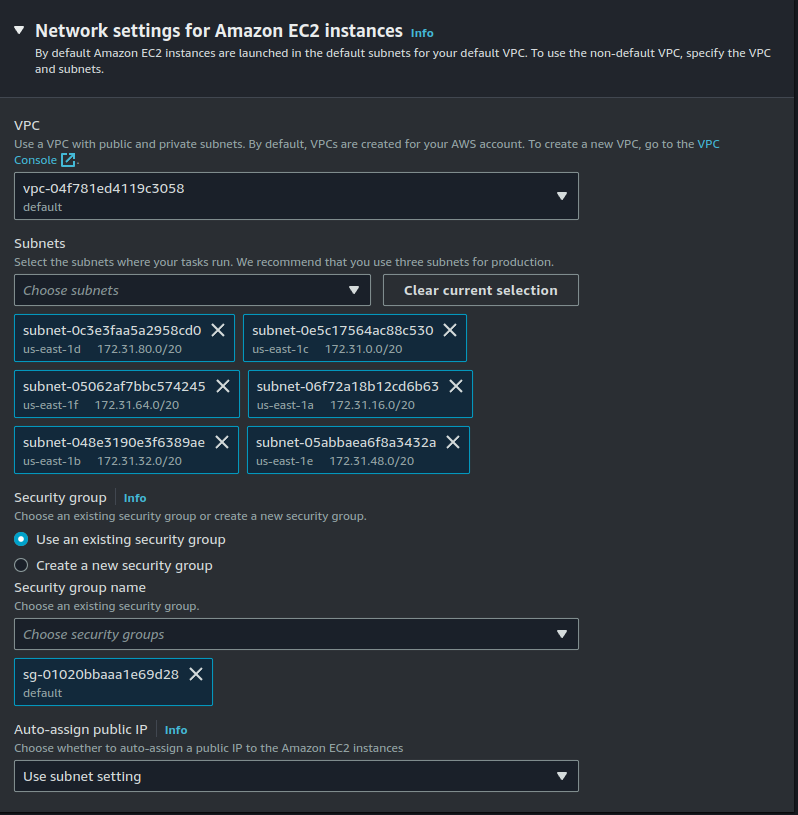 Network settings for Amazon EC2 instances Info
By default Amazon EC2 instances are launched in the default subnets for your default VPC. To use the non-default VPC, specify the VPC
and subnets.
VPC
Use a VPC with public and private subnets. By default, VPCs are created for your AWS account. To create a new VPC, go to the VPC
Console.
vpc-04f781ed4119c3058
default
Subnets
Select the subnets where your tasks run. We recommend that you use three subnets for production.
Choose subnets Clear current selection
subnet-0c3e3faa5a2958cd0 subnet-0e5c17564ac88c530
us-east-1d 172.31.80.0/20 us-east-1c 172.31.0.0/20
subnet-05062af7bbc574245 subnet-06f72a18b12cd6b63
us-east-1f 172.31.64.0/20 us-east-1a 172.31.16.0/20
subnet-048e3190e3f6389ae subnet-05abbaea6f8a3432a
us-east-1b 172.31.32.0/20 us-east-1e 172.31.48.0/20
Security group Info
Choose an existing security group or create a new security group.
Use an existing security group
Create a new security group
Security group name
Choose an existing security group.
Choose security groups
sg-01020bbaaa1e69d28
default
Auto-assign public IP Info
Choose whether to auto-assign a public IP to the Amazon EC2 instances
Use subnet setting